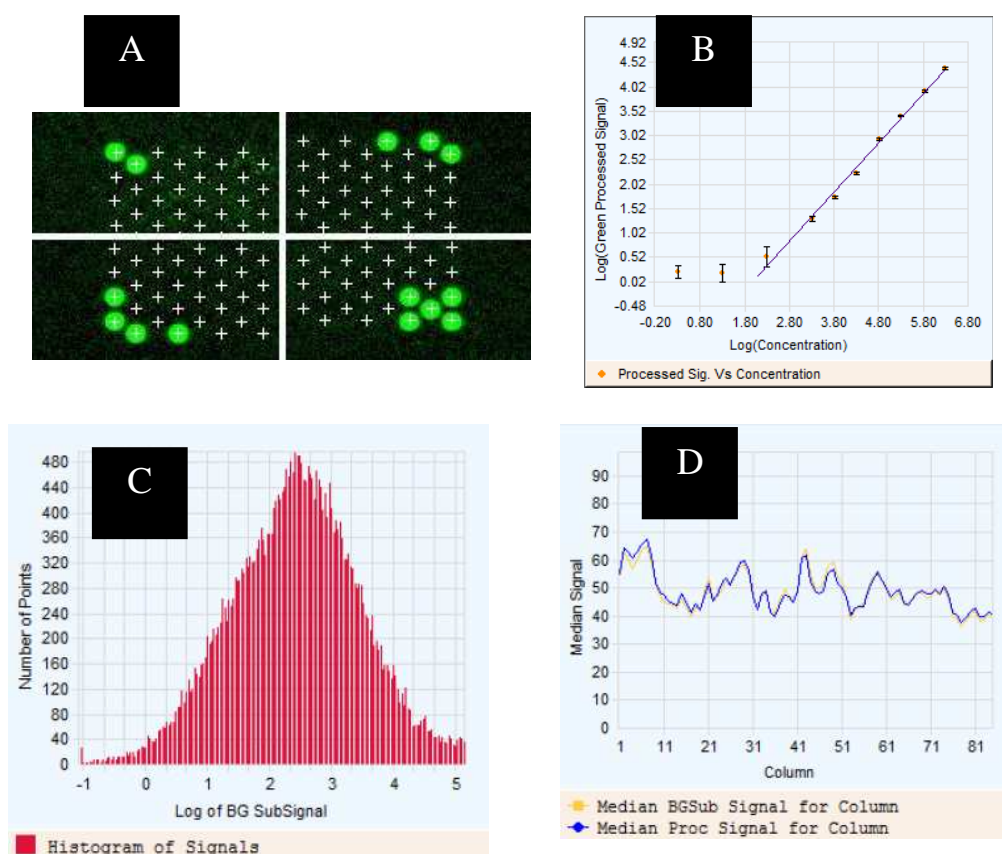 A
B
4.92
4.52
4.02
3.52
3.02
2.52
2.02
1.52
1.02
0.52
0.02
-0.48
Log(Green Processed Signal)
-0.20 0.80 1.80 2.80 3.80 4.80 5.80 6.80
Log(Concentration)
Processed Sig. Vs Concentration
C
480
440
400
360
320
280
240
200
160
120
80
40
0
Number of Points
-1 0 1 2 3 4 5
Log of BG SubSignal
Histogram of Signals
D
90
80
70
60
50
40
30
20
10
0
Median Signal
1 11 21 31 41 51 61 71 81
Column
Median BGSub Signal for Column
Median Proc Signal for Column